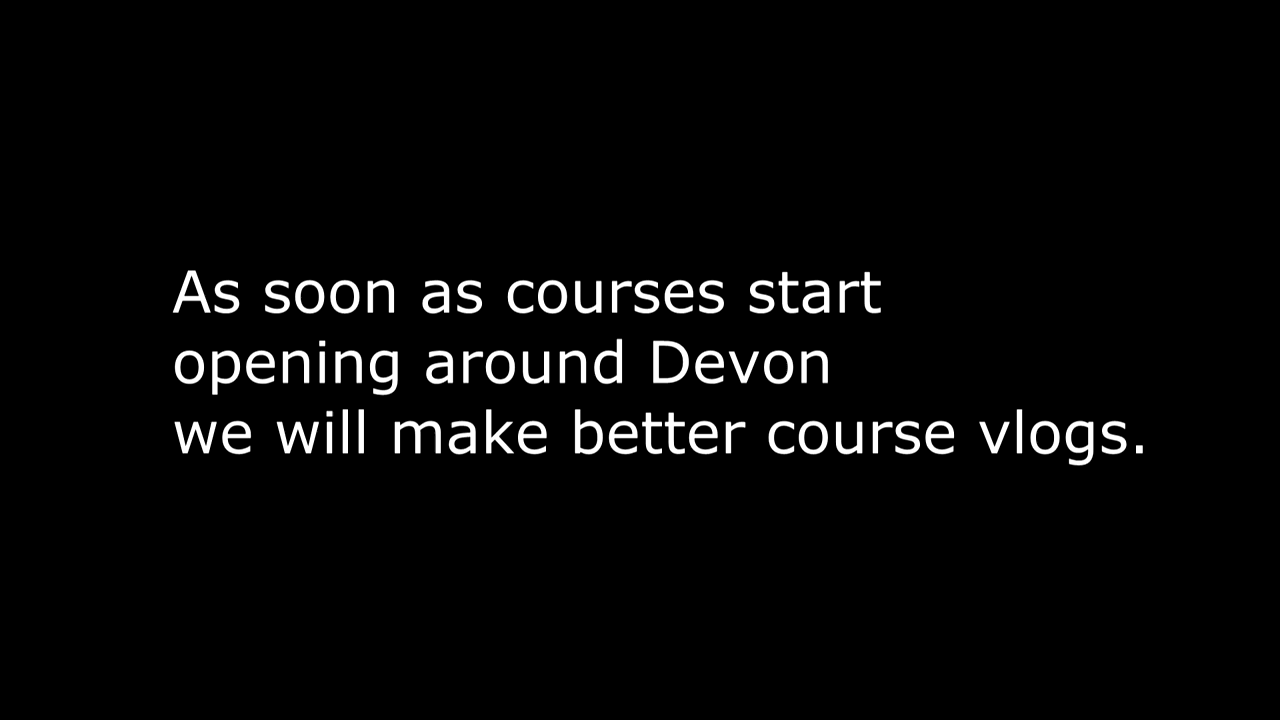 As soon as courses start
opening around Devon
we will make better course vlogs.